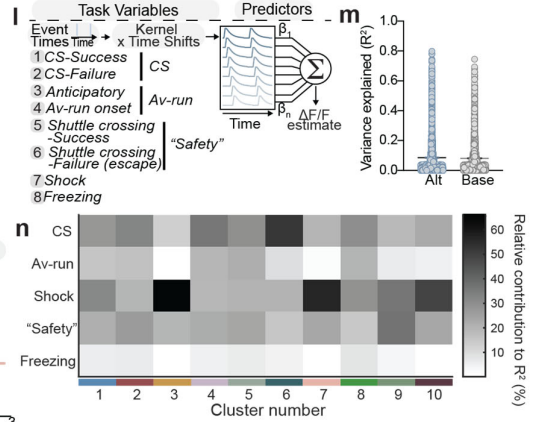 l
Task Variables
Predictors
Event Times
Time
Kernel x Time Shifts
1 CS-Success
2 CS-Failure
CS
3 Anticipatory
4 Av-run onset
Av-run
5 Shuttle crossing
-Success
6 Shuttle crossing
-Failure (escape)
"Safety"
7 Shock
8 Freezing
β1
βn
Σ
Time
ΔF/F
estimate
m
Variance explained (R²)
1.0
0.8
0.6
0.4
0.2
0.0
Alt
Base
n
CS
Av-run
Shock
"Safety"
Freezing
1 2 3 4 5 6 7 8 9 10
Cluster number
60
50
40
30
20
10
Relative contribution to R² (%)